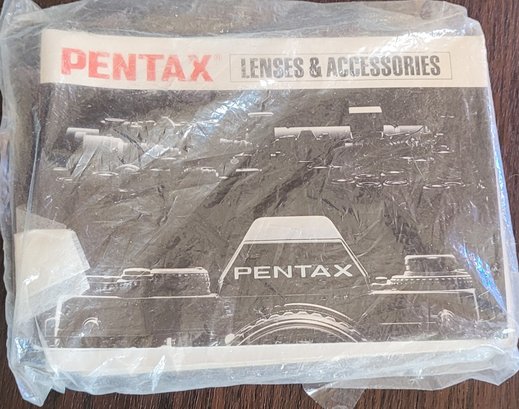 PENTAX® LENSES & ACCESSORIES
PENTAX